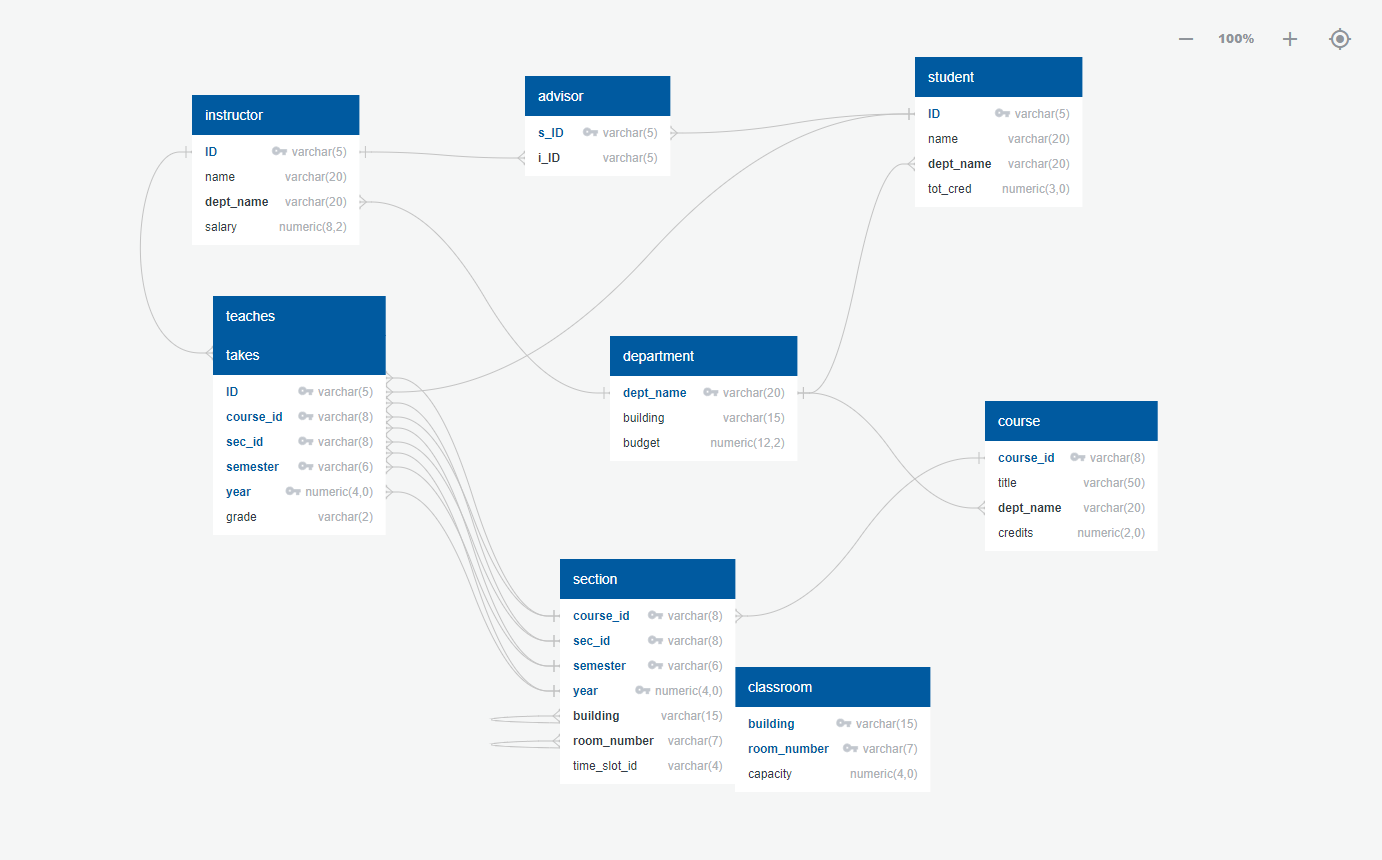 100%
instructor
ID varchar(5)
name varchar(20)
dept_name varchar(20)
salary numeric(8,2)
advisor
s_ID varchar(5)
i_ID varchar(5)
student
ID varchar(5)
name varchar(20)
dept_name varchar(20)
tot_cred numeric(3,0)
teaches
takes
ID varchar(5)
course_id varchar(8)
sec_id varchar(8)
semester varchar(6)
year numeric(4,0)
grade varchar(2)
department
dept_name varchar(20)
building varchar(15)
budget numeric(12,2)
course
course_id varchar(8)
title varchar(50)
dept_name varchar(20)
credits numeric(2,0)
section
course_id varchar(8)
sec_id varchar(8)
semester varchar(6)
year numeric(4,0)
building varchar(15)
room_number varchar(7)
time_slot_id varchar(4)
classroom
building varchar(15)
room_number varchar(7)
capacity numeric(4,0)